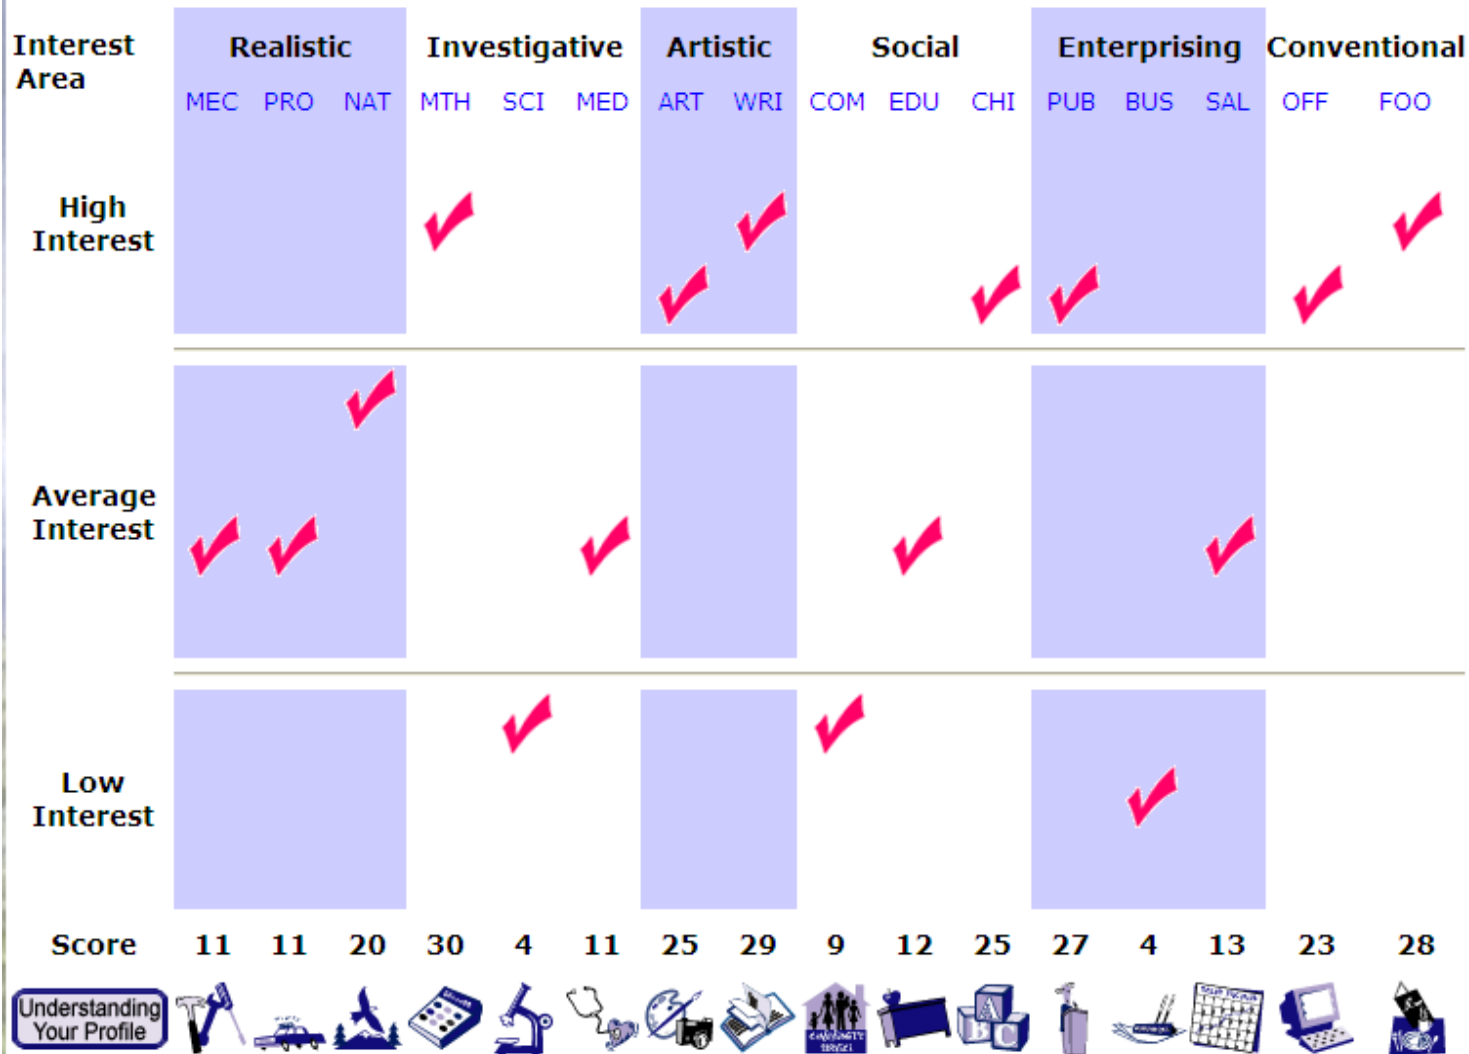 Interest Area Realistic Investigative Artistic Social Enterprising Conventional
MEC PRO NAT MTH SCI MED ART WRI COM EDU CHI PUB BUS SAL OFF FOO
High
Interest
Average
Interest
Low
Interest
Score 11 11 20 30 4 11 25 29 9 12 25 27 4 13 23 28
Understanding
Your Profile
A
B C